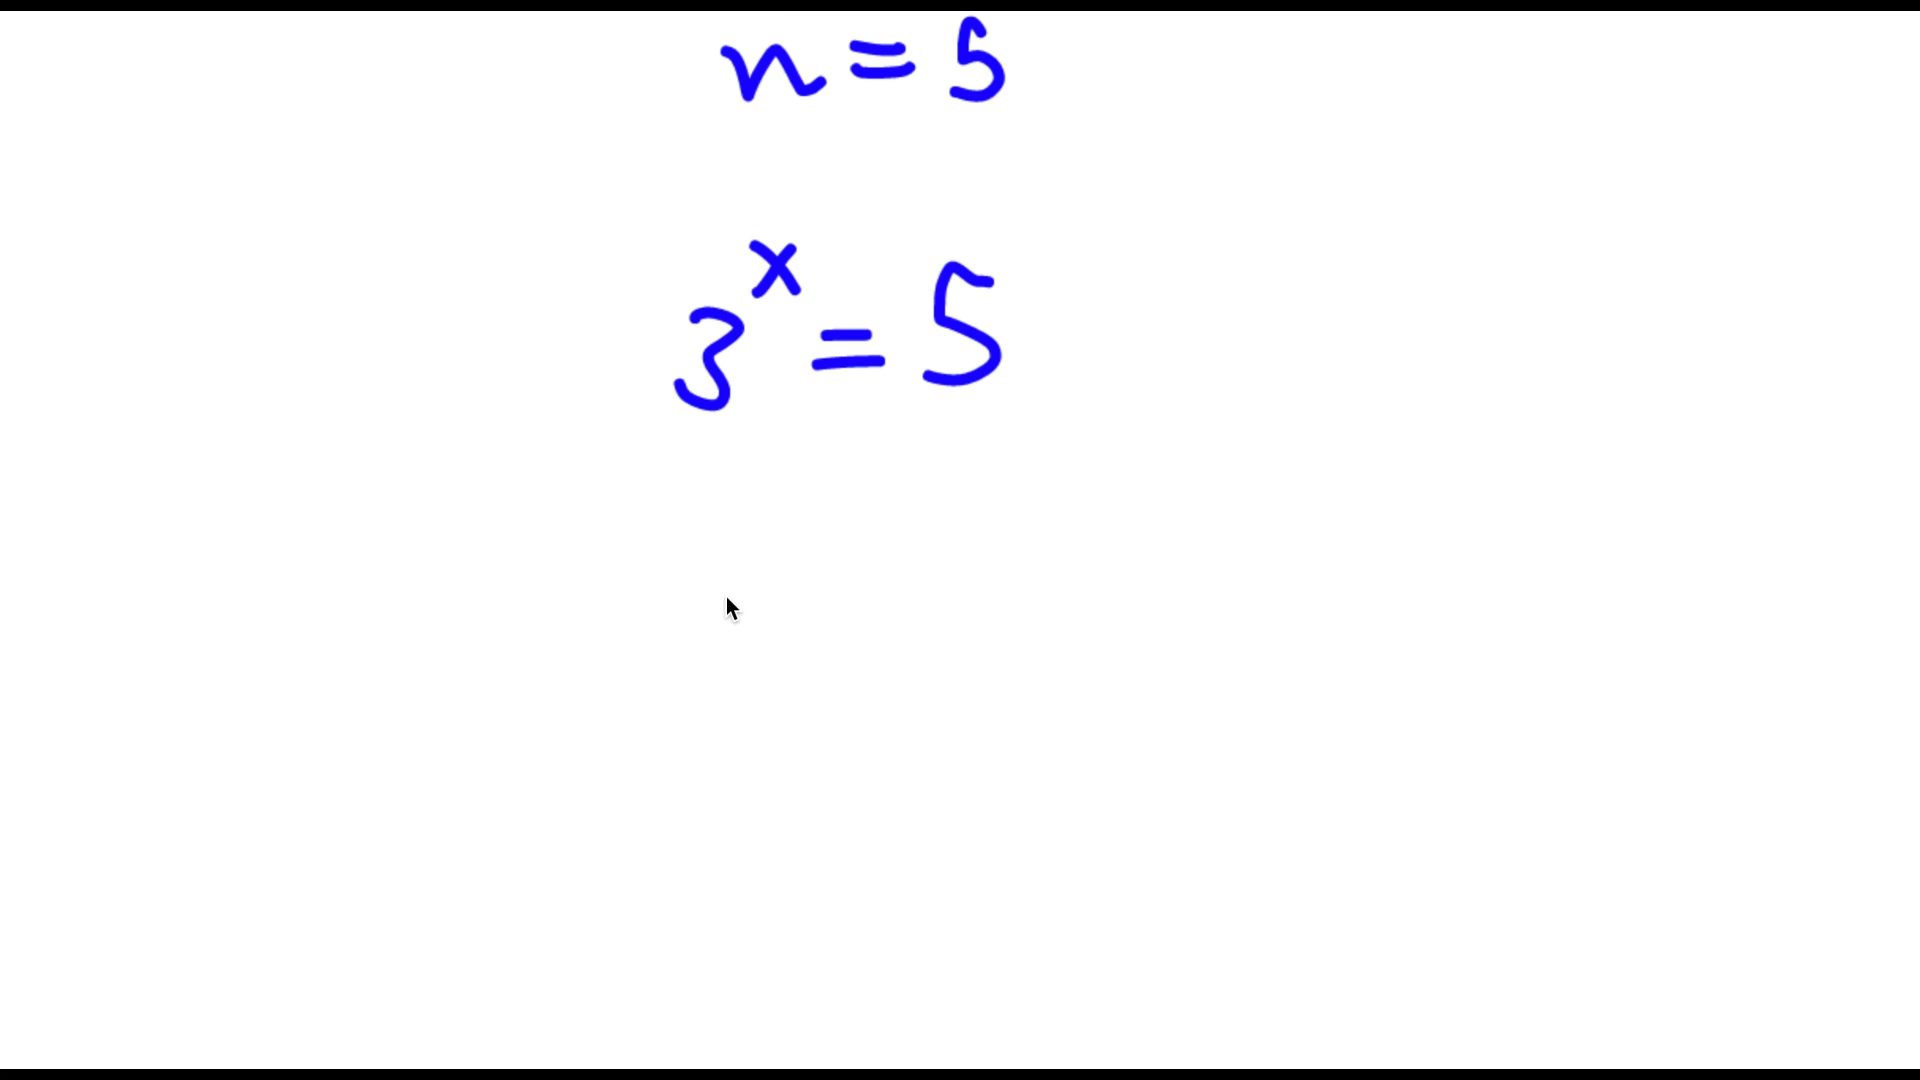 n = 5
3^x = 5